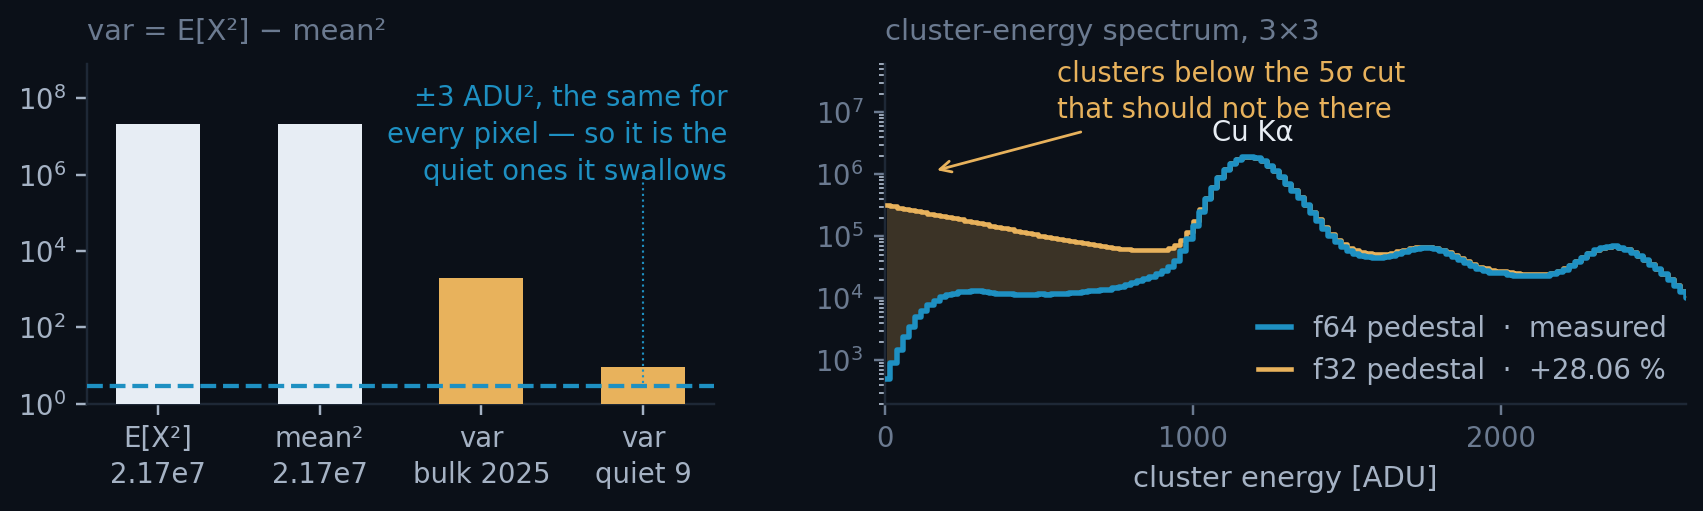 var = E[X²] − mean²
±3 ADU², the same for
every pixel — so it is the
quiet ones it swallows
10⁸
10⁶
10⁴
10²
10⁰
E[X²]
2.17e7
mean²
2.17e7
var
bulk 2025
var
quiet 9
cluster-energy spectrum, 3×3
clusters below the 5σ cut
that should not be there
Cu Kα
10⁷
10⁶
10⁵
10⁴
10³
f64 pedestal · measured
f32 pedestal · +28.06 %
0
1000
2000
cluster energy [ADU]